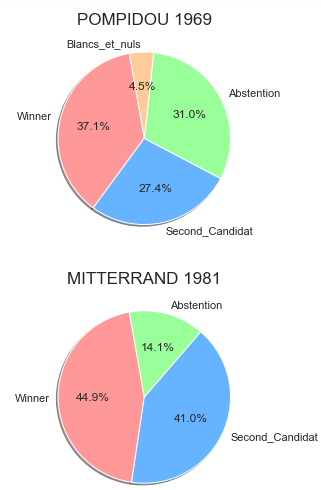 POMPIDOU 1969
Blancs_et_nuls
4.5%
Abstention
31.0%
Winner
37.1%
27.4%
Second_Candidat
MITTERRAND 1981
Abstention
14.1%
Winner
44.9%
41.0%
Second_Candidat